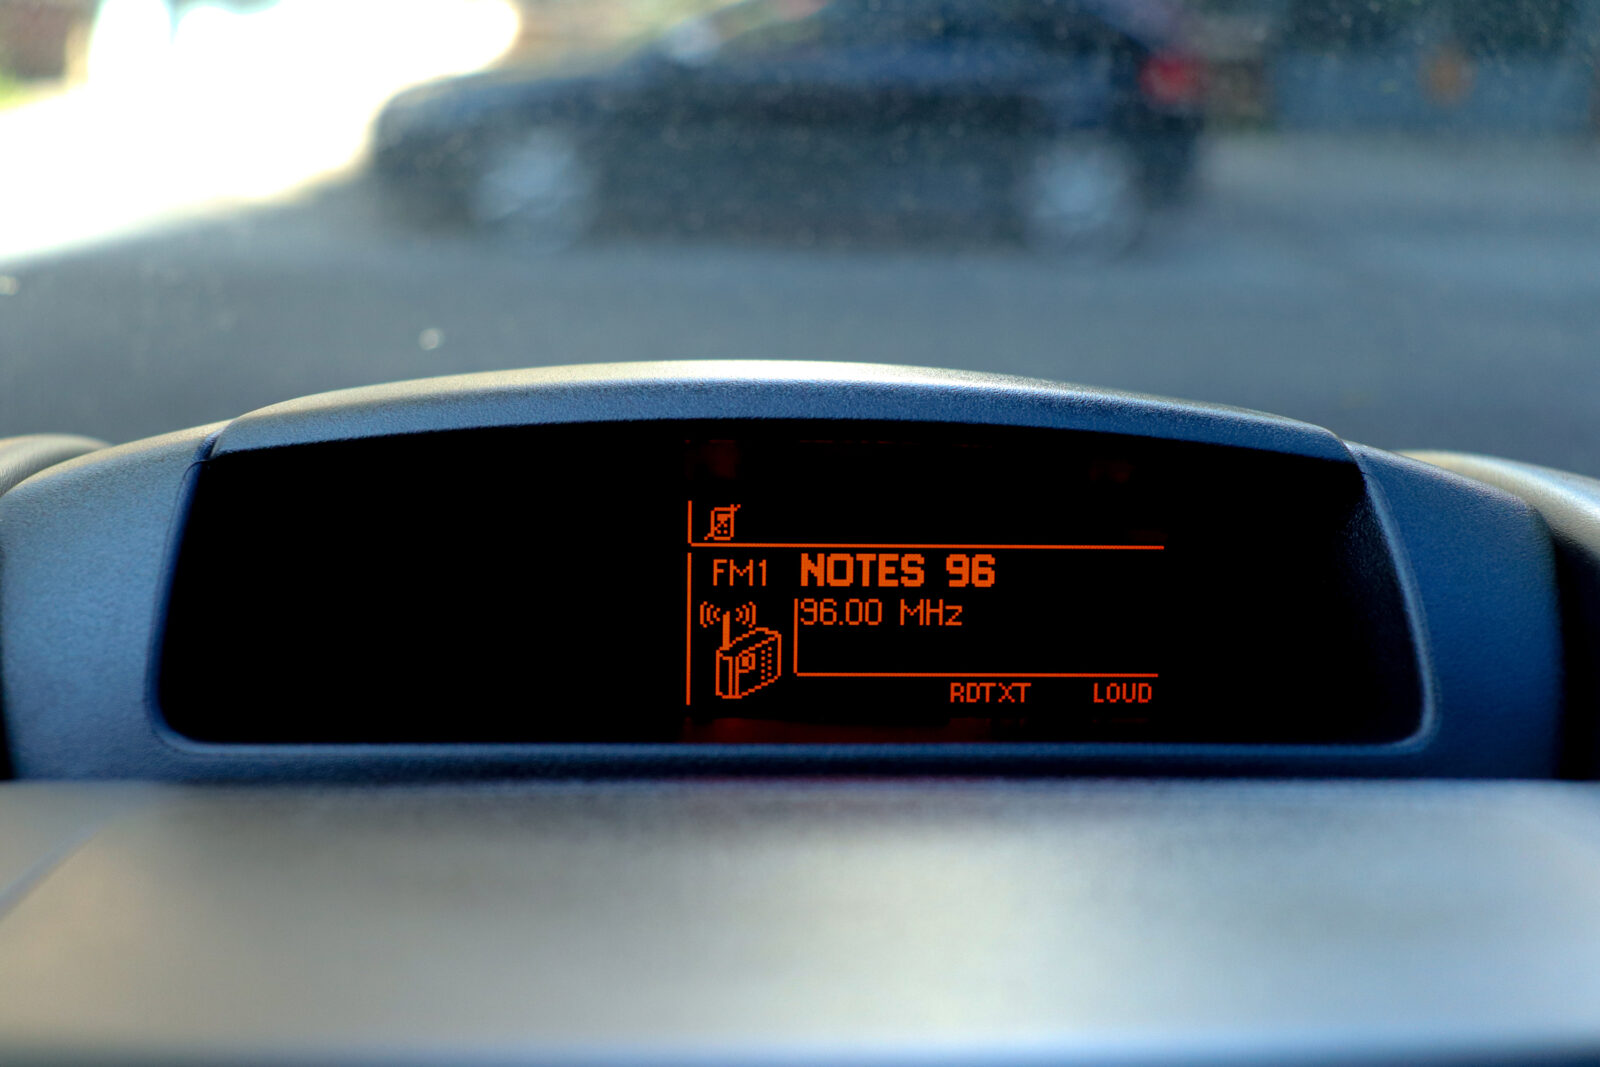 FM1 NOTES 96
96.00 MHz
RDTXT LOUD